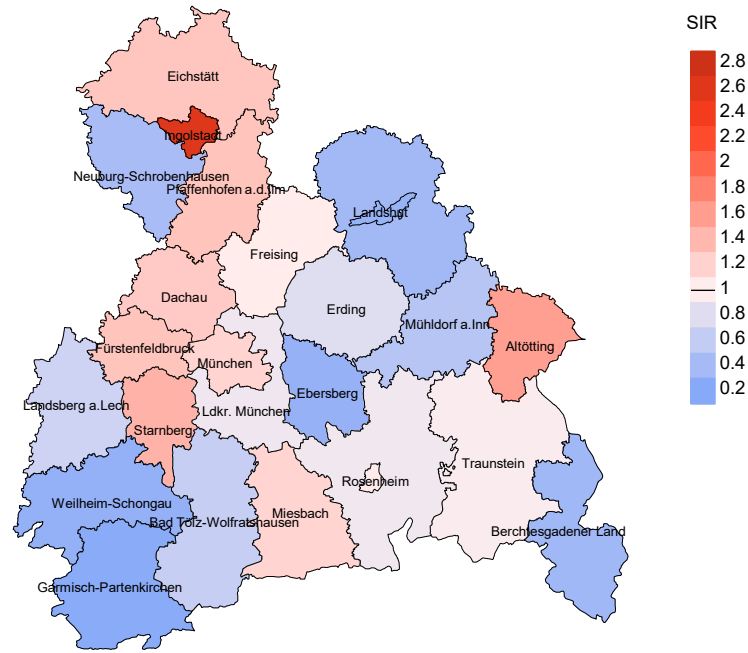 SIR
2.8
2.6
2.4
2.2
2
1.8
1.6
1.4
1.2
1
0.8
0.6
0.4
0.2
Eichstätt
Ingolstadt
Neuburg-Schrobenhausen
Pfaffenhofen a.d.Ilm
Landshut
Freising
Dachau
Erding
Mühldorf a.Inn
Altötting
Fürstenfeldbruck
München
Ebersberg
Landsberg a.Lech
Ldkr. München
Starnberg
Traunstein
Rosenheim
Miesbach
Weilheim-Schongau
Bad Tölz-Wolfratshausen
Berchtesgadener Land
Garmisch-Partenkirchen